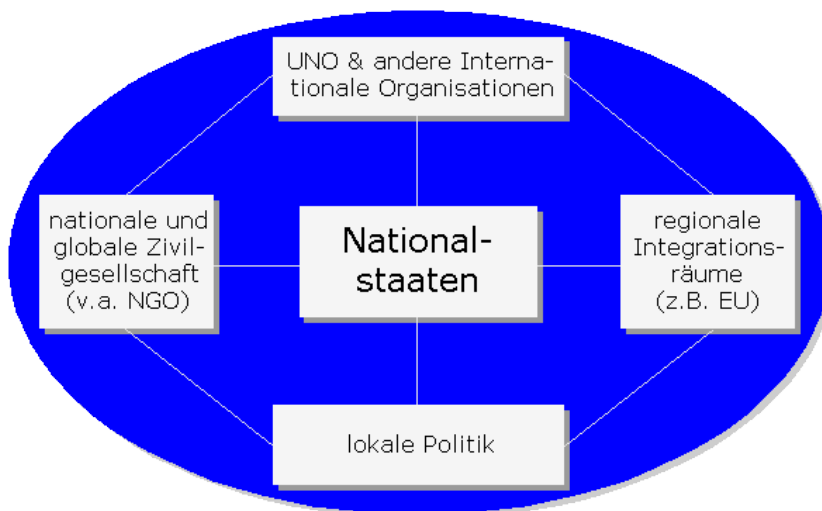 UNO & andere Interna-
tionale Organisationen
nationale und
globale Zivil-
gesellschaft
(v.a. NGO)
National-
staaten
regionale
Integrations-
räume
(z.B. EU)
lokale Politik